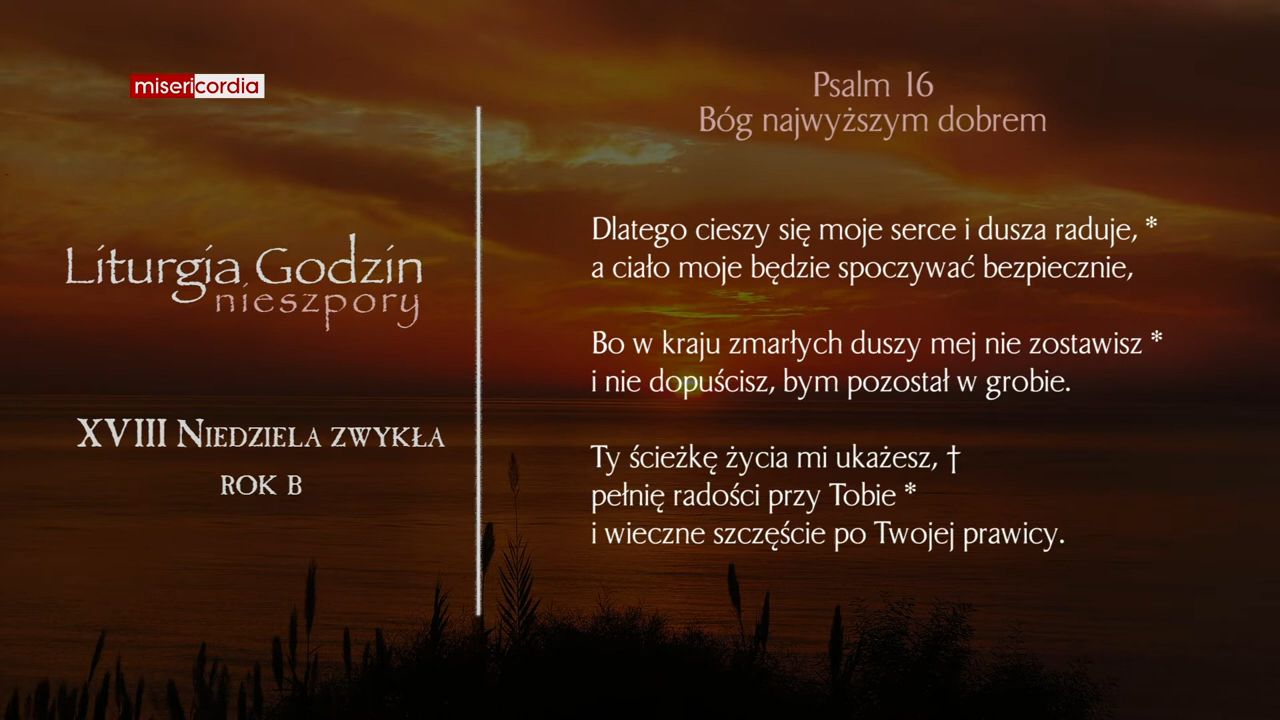 misericordia
Liturgia Godzin
nieszpory
XVIII Niedziela zwykła
rok B
Psalm 16
Bóg najwyższym dobrem
Dlatego cieszy się moje serce i dusza raduje, *
a ciało moje będzie spoczywać bezpiecznie,
Bo w kraju zmarłych duszy mej nie zostawisz *
i nie dopuścisz, bym pozostał w grobie.
Ty ścieżkę życia mi ukażesz, †
pełnię radości przy Tobie *
i wieczne szczęście po Twojej prawicy.